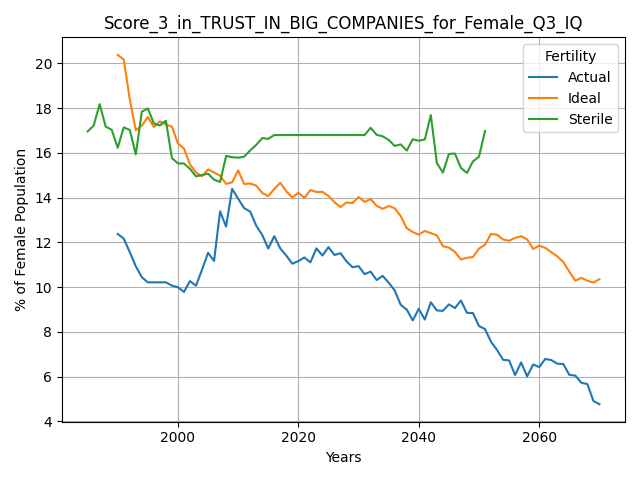 Score_3_in_TRUST_IN_BIG_COMPANIES_for_Female_Q3_IQ
Fertility
Actual
Ideal
Sterile
% of Female Population
20
18
16
14
12
10
8
6
4
2000
2020
2040
2060
Years